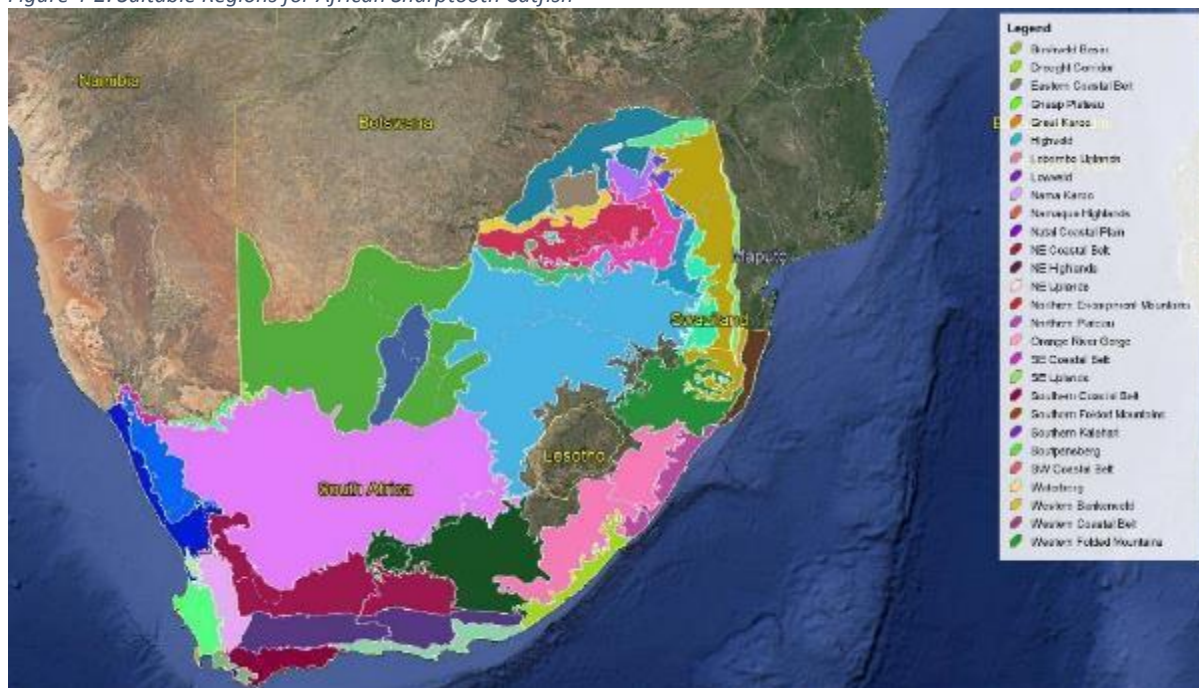 Figure 4-2: Suitable Regions for African Sharptooth Catfish
Namibia
Botswana
Maputo
Swaziland
Lesotho
South Africa
Legend
Bushveld Basin
Drought Corridor
Eastern Coastal Belt
Ghaap Plateau
Great Karoo
Highveld
Lebombo Uplands
Lowveld
Nama Karoo
Namaqua Highlands
Natal Coastal Plain
NE Coastal Belt
NE Highlands
NE Uplands
Northern Escarpment Mountains
Northern Plateau
Orange River Gorge
SE Coastal Belt
SE Uplands
Southern Coastal Belt
Southern Folded Mountains
Southern Kalahari
Soutpansberg
SW Coastal Belt
Waterberg
Western Bankenveld
Western Coastal Belt
Western Folded Mountains